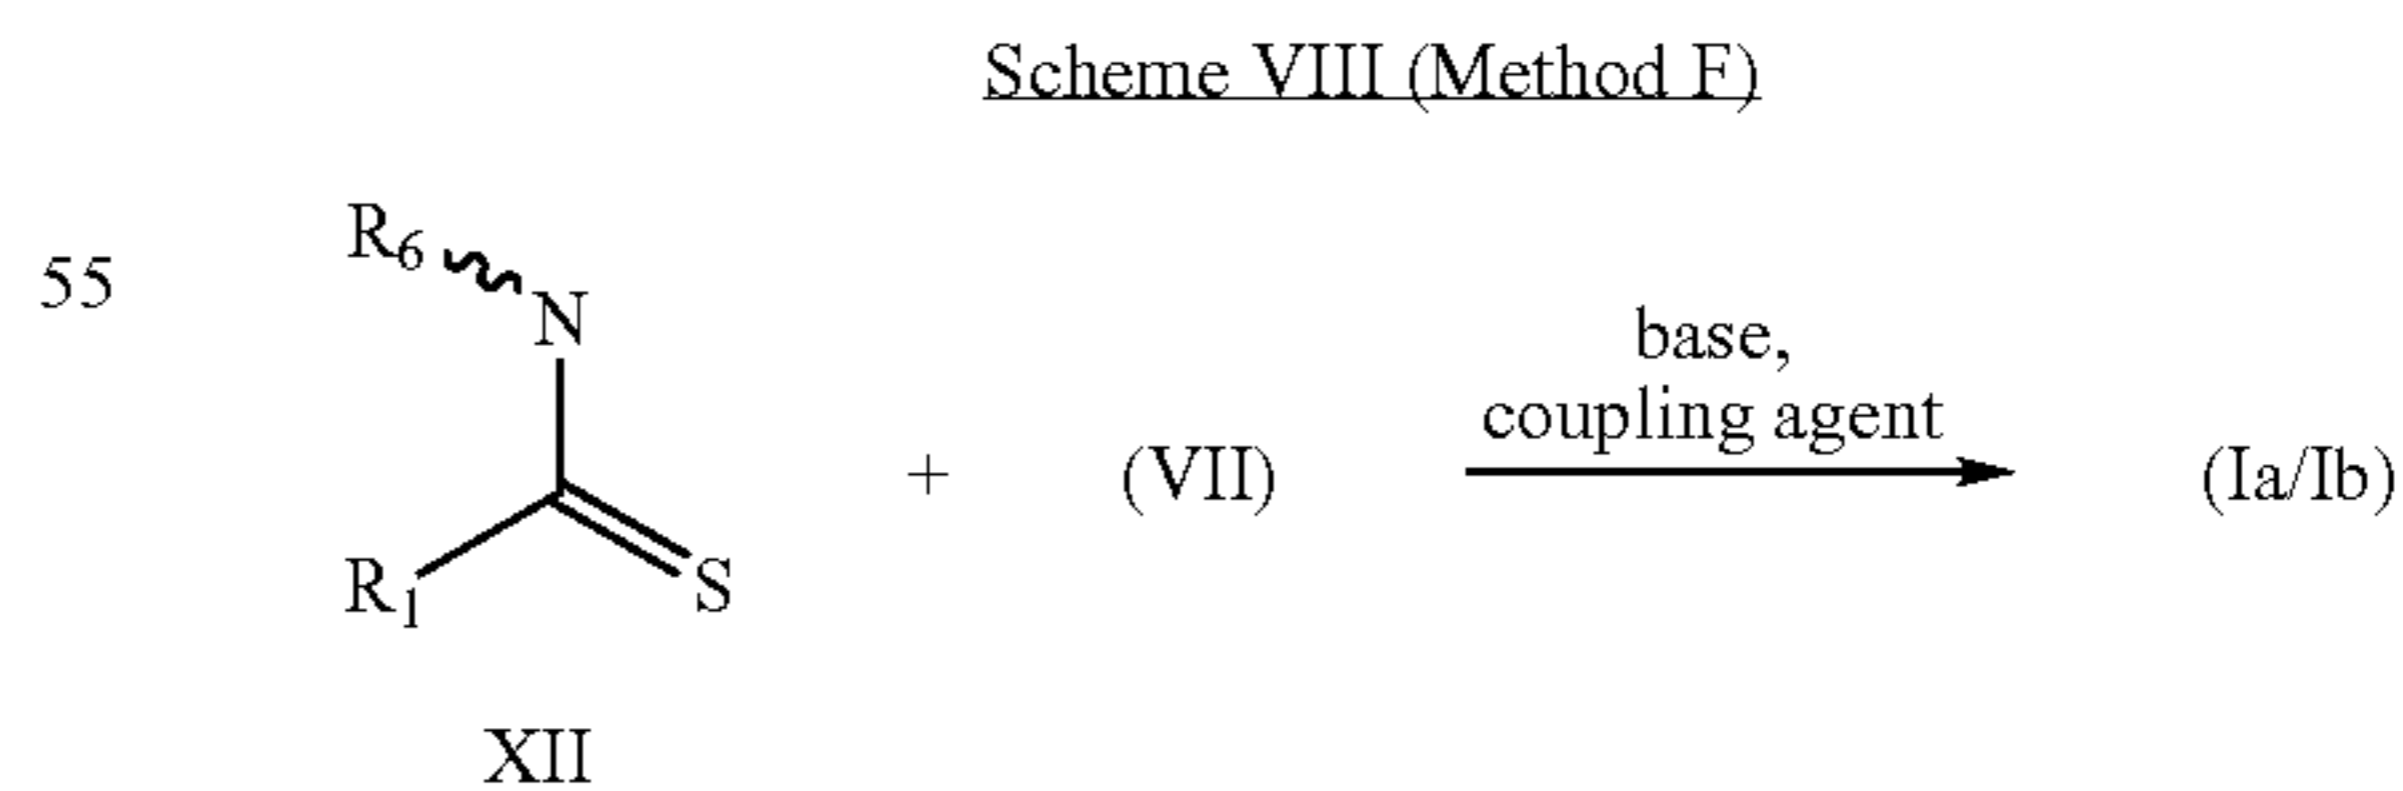 Scheme VIII (Method F)
R6
55
N
base,
coupling agent
+ (VII) (Ia/Ib)
R1
S
XII